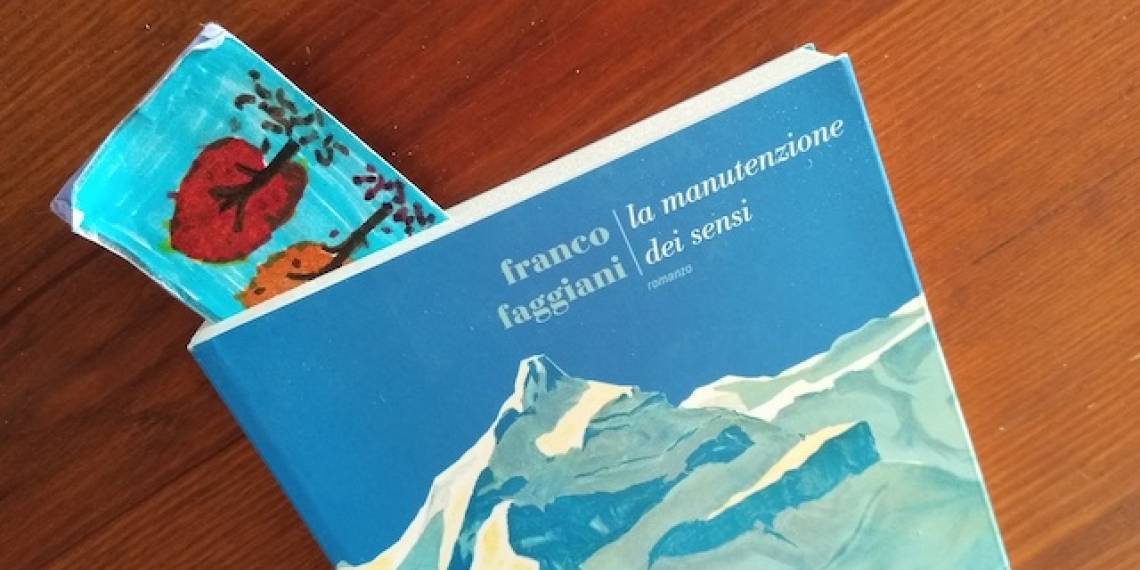 franco
faggiani
la manutenzione
dei sensi
romanzo